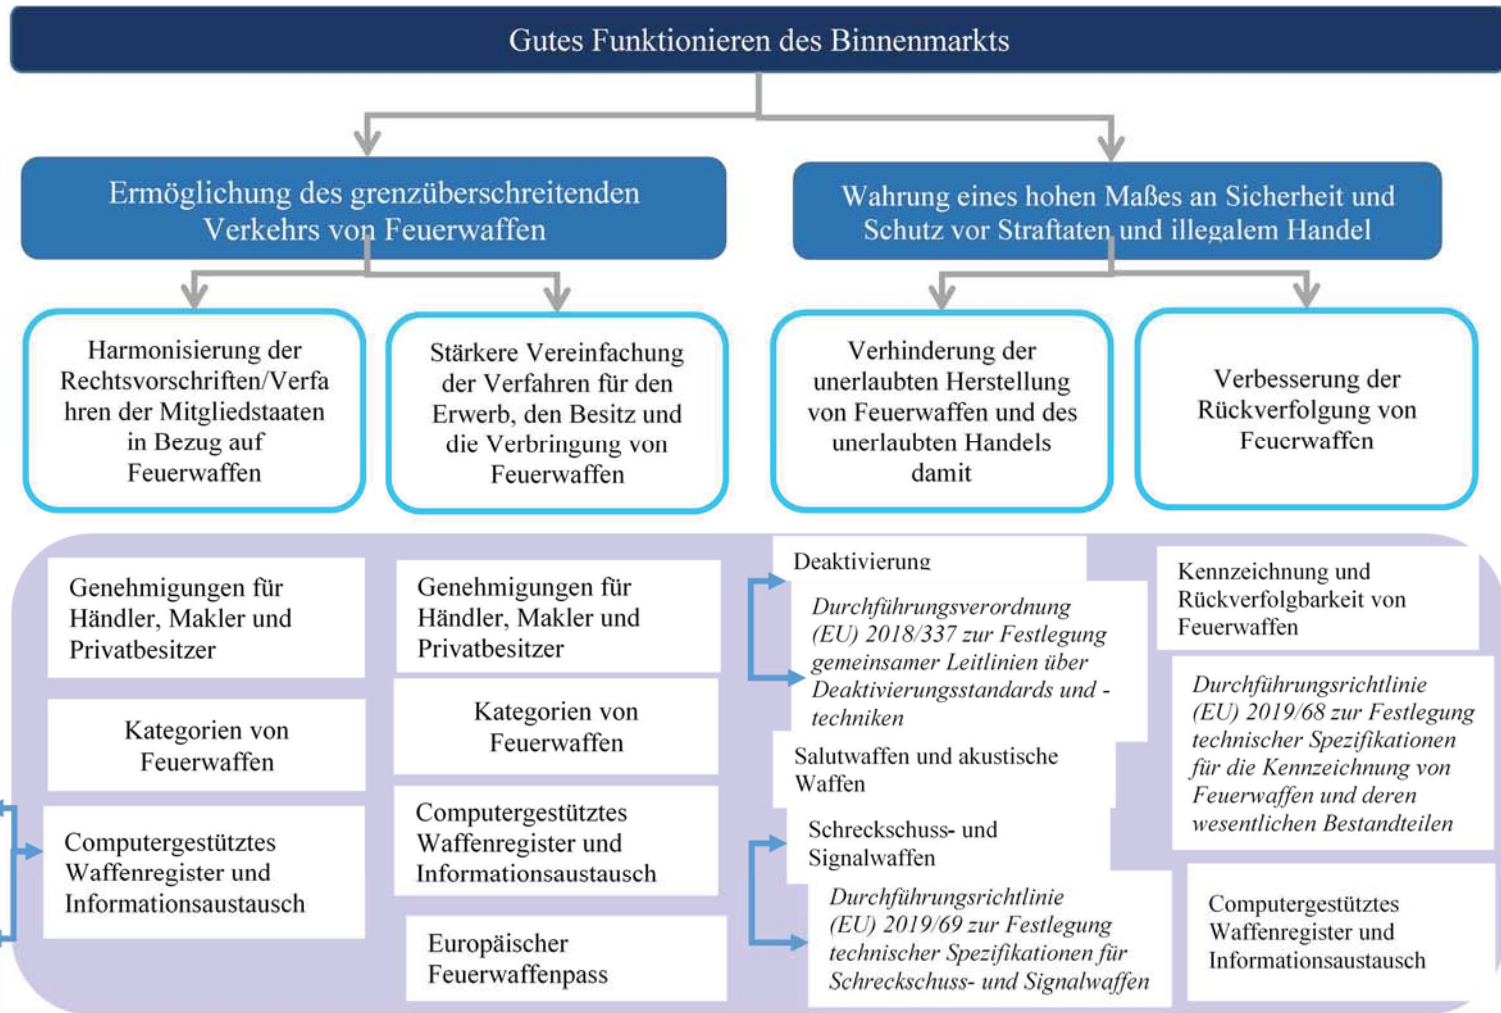 Gutes Funktionieren des Binnenmarkts
Ermöglichung des grenzüberschreitenden
Verkehrs von Feuerwaffen
Wahrung eines hohen Maßes an Sicherheit und
Schutz vor Straftaten und illegalem Handel
Harmonisierung der
Rechtsvorschriften/Verfa
hren der Mitgliedstaaten
in Bezug auf
Feuerwaffen
Stärkere Vereinfachung
der Verfahren für den
Erwerb, den Besitz und
die Verbringung von
Feuerwaffen
Verhinderung der
unerlaubten Herstellung
von Feuerwaffen und des
unerlaubten Handels
damit
Verbesserung der
Rückverfolgung von
Feuerwaffen
Genehmigungen für
Händler, Makler und
Privatbesitzer
Kategorien von
Feuerwaffen
Computergestütztes
Waffenregister und
Informationsaustausch
Genehmigungen für
Händler, Makler und
Privatbesitzer
Kategorien von
Feuerwaffen
Computergestütztes
Waffenregister und
Informationsaustausch
Europäischer
Feuerwaffenpass
Deaktivierung
Durchführungsverordnung
(EU) 2018/337 zur Festlegung
gemeinsamer Leitlinien über
Deaktivierungsstandards und -
techniken
Salutwaffen und akustische
Waffen
Schreckschuss- und
Signalwaffen
Durchführungsrichtlinie
(EU) 2019/69 zur Festlegung
technischer Spezifikationen für
Schreckschuss- und Signalwaffen
Kennzeichnung und
Rückverfolgbarkeit von
Feuerwaffen
Durchführungsrichtlinie
(EU) 2019/68 zur Festlegung
technischer Spezifikationen
für die Kennzeichnung von
Feuerwaffen und deren
wesentlichen Bestandteilen
Computergestütztes
Waffenregister und
Informationsaustausch